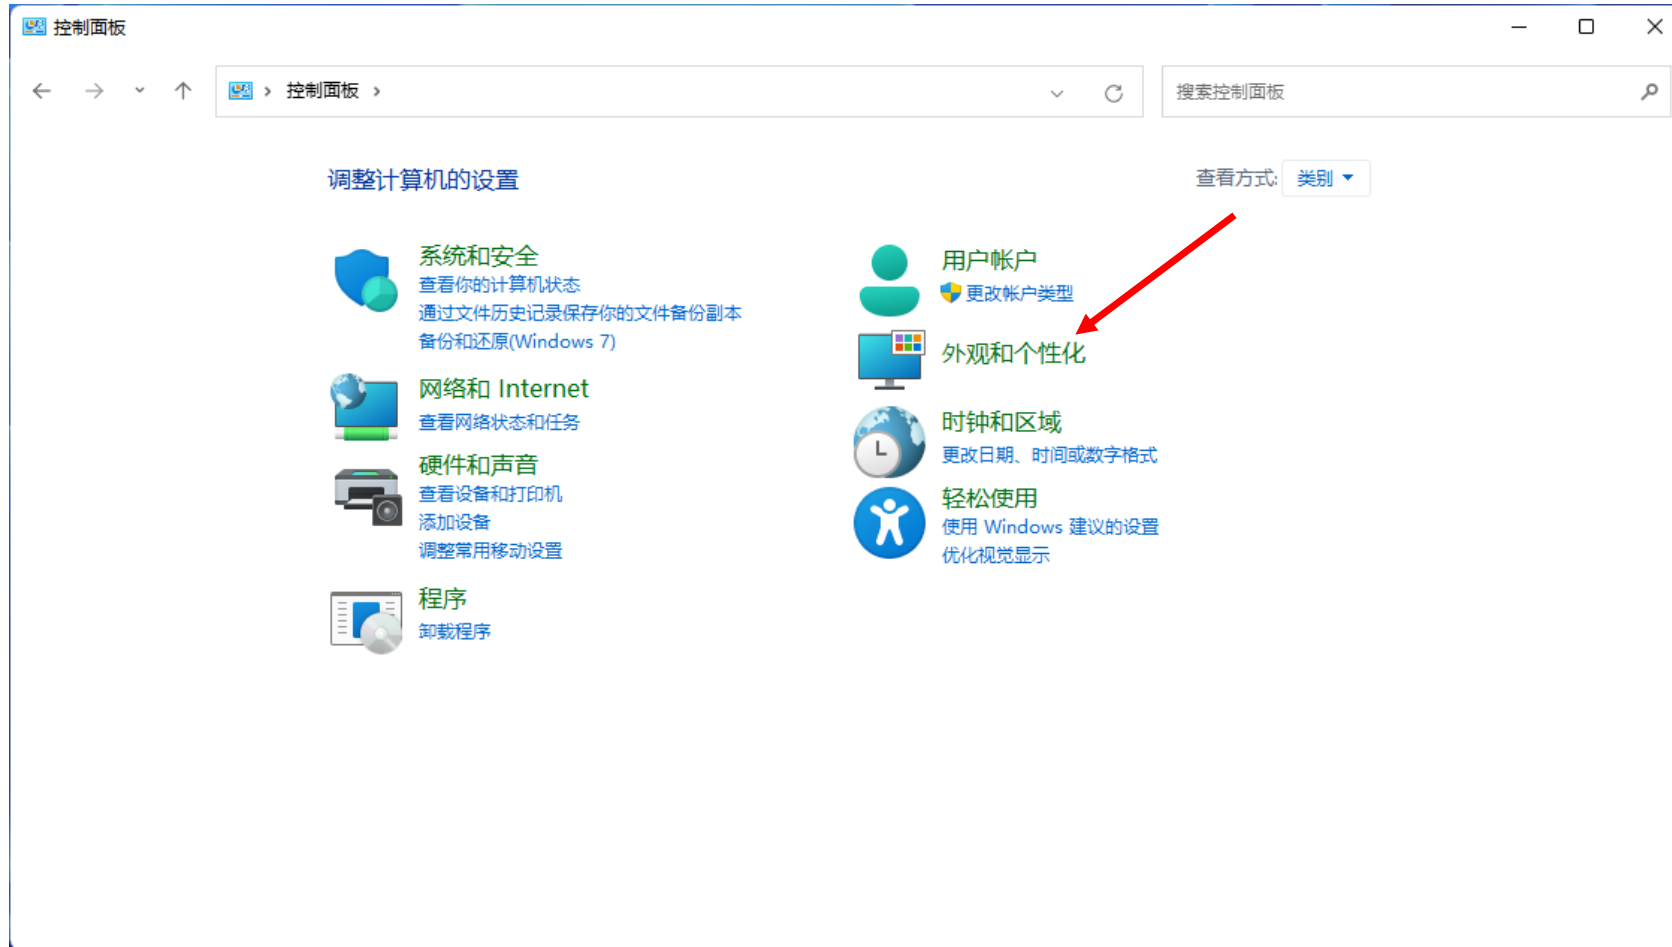 控制面板
控制面板
搜索控制面板
调整计算机的设置
查看方式: 类别
系统和安全
查看你的计算机状态
通过文件历史记录保存你的文件备份副本
备份和还原(Windows 7)
网络和 Internet
查看网络状态和任务
硬件和声音
查看设备和打印机
添加设备
调整常用移动设置
程序
卸载程序
用户帐户
更改帐户类型
外观和个性化
时钟和区域
更改日期、时间或数字格式
轻松使用
使用 Windows 建议的设置
优化视觉显示